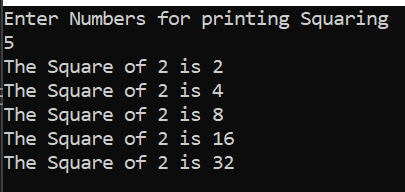 Enter Numbers for printing Squaring
5
The Square of 2 is 2
The Square of 2 is 4
The Square of 2 is 8
The Square of 2 is 16
The Square of 2 is 32